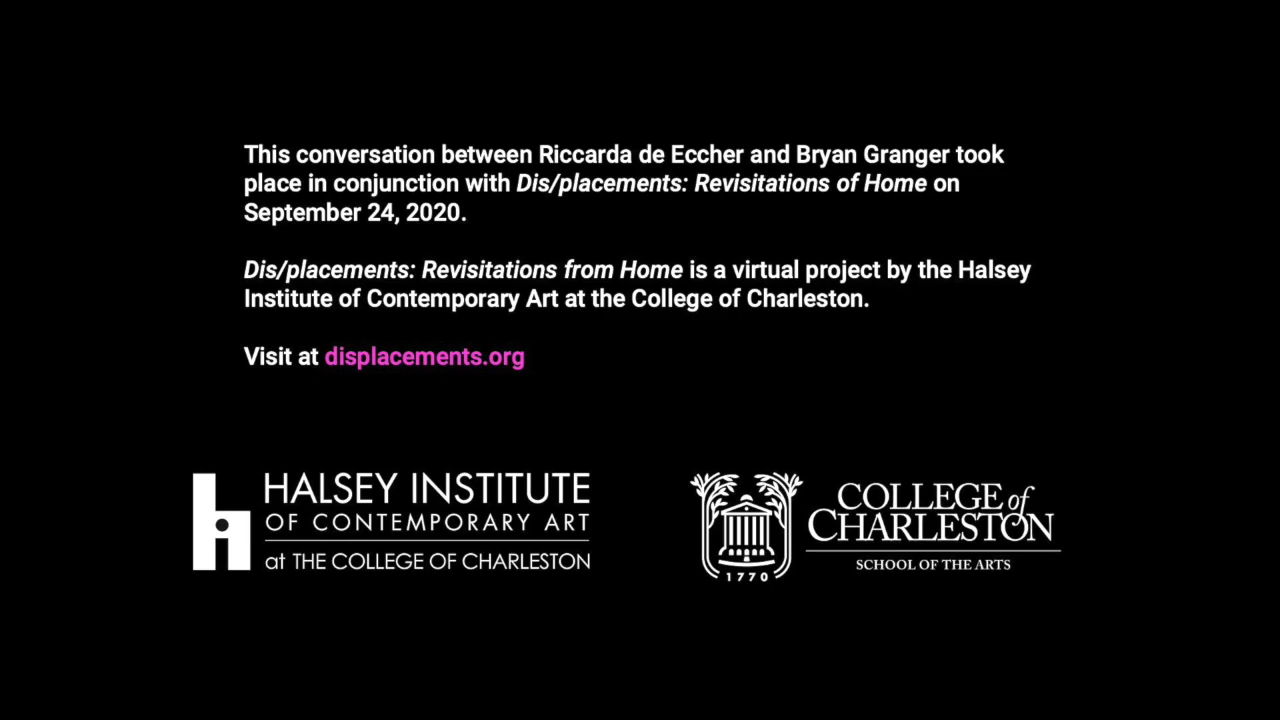 This conversation between Riccarda de Eccher and Bryan Granger took
place in conjunction with Dis/placements: Revisitations of Home on
September 24, 2020.
Dis/placements: Revisitations from Home is a virtual project by the Halsey
Institute of Contemporary Art at the College of Charleston.
Visit at displacements.org
HALSEY INSTITUTE
OF CONTEMPORARY ART
at THE COLLEGE OF CHARLESTON
1770
COLLEGE of
CHARLESTON
SCHOOL OF THE ARTS